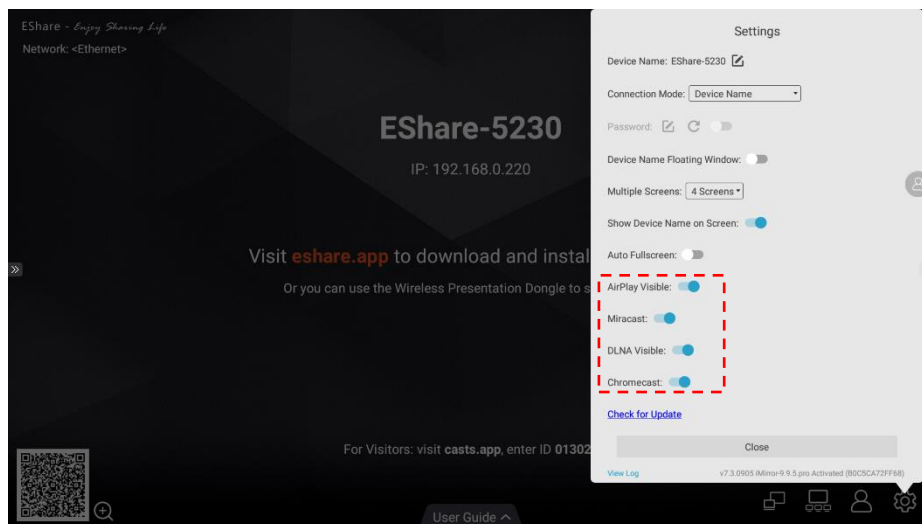 EShare - Enjoy Sharing Life
Network: <Ethernet>
EShare-5230
IP: 192.168.0.220
Visit eshare.app to download and instal
Or you can use the Wireless Presentation Dongle to s
For Visitors: visit casts.app, enter ID 01302
User Guide
Settings
Device Name: EShare-5230
Connection Mode: Device Name
Password:
Device Name Floating Window:
Multiple Screens: 4 Screens
Show Device Name on Screen:
Auto Fullscreen:
AirPlay Visible:
Miracast:
DLNA Visible:
Chromecast:
Check for Update
Close
View Log v7.3.0905 iMirror-9.9.5.pro Activated (B0C5CA72FF68)